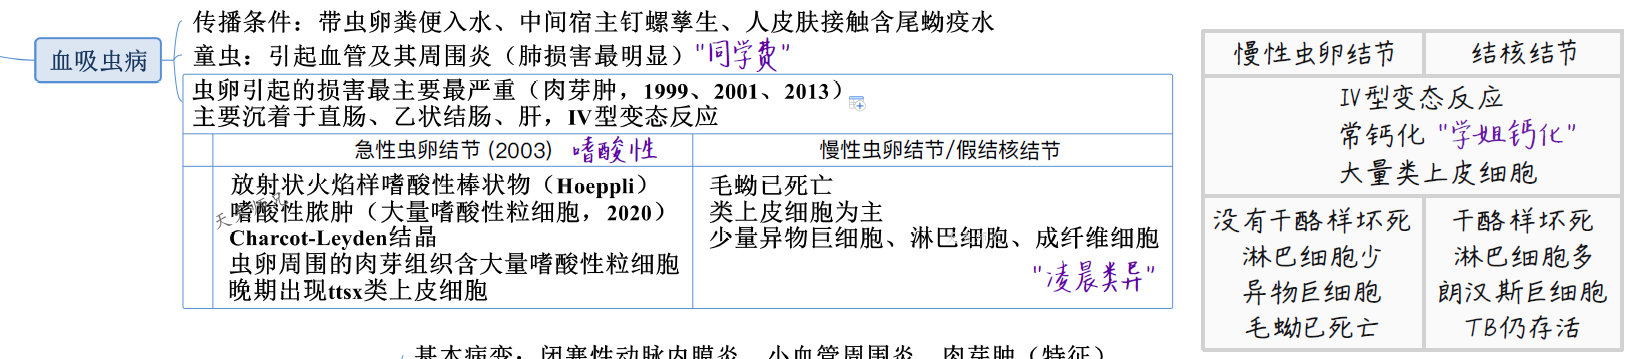 血吸虫病
传播条件：带虫卵粪便入水、中间宿主钉螺孳生、人皮肤接触含尾蚴疫水
童虫：引起血管及其周围炎（肺损害最明显）"同学费"
虫卵引起的损害最主要最严重（肉芽肿，1999、2001、2013）
主要沉着于直肠、乙状结肠、肝，IV型变态反应
急性虫卵结节 (2003) 嗜酸性
放射状火焰样嗜酸性棒状物（Hoeppli）
嗜酸性脓肿（大量嗜酸性粒细胞，2020）
Charcot-Leyden结晶
虫卵周围的肉芽组织含大量嗜酸性粒细胞
晚期出现ttsx类上皮细胞
慢性虫卵结节/假结核结节
毛蚴已死亡
类上皮细胞为主
少量异物巨细胞、淋巴细胞、成纤维细胞
"凌晨类异"
慢性虫卵结节 结核结节
IV型变态反应
常钙化 "学姐钙化"
大量类上皮细胞
没有干酪样坏死 干酪样坏死
淋巴细胞少 淋巴细胞多
异物巨细胞 朗汉斯巨细胞
毛蚴已死亡 TB仍存活
基本病变：闭塞性动脉内膜炎、小血管周围炎、肉芽肿（特征）